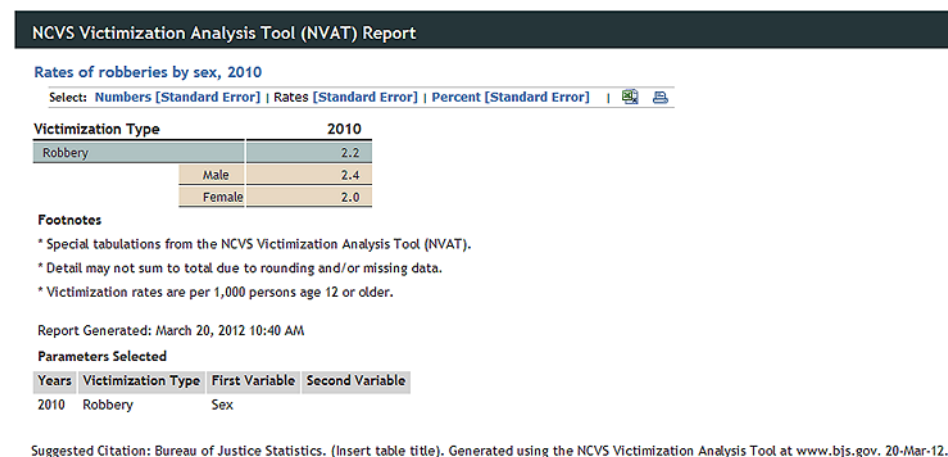 NCVS Victimization Analysis Tool (NVAT) Report
Rates of robberies by sex, 2010
Select: Numbers [Standard Error] | Rates [Standard Error] | Percent [Standard Error] |
Victimization Type 2010
Robbery 2.2
Male 2.4
Female 2.0
Footnotes
* Special tabulations from the NCVS Victimization Analysis Tool (NVAT).
* Detail may not sum to total due to rounding and/or missing data.
* Victimization rates are per 1,000 persons age 12 or older.
Report Generated: March 20, 2012 10:40 AM
Parameters Selected
Years Victimization Type First Variable Second Variable
2010 Robbery Sex
Suggested Citation: Bureau of Justice Statistics. (Insert table title). Generated using the NCVS Victimization Analysis Tool at www.bjs.gov. 20-Mar-12.